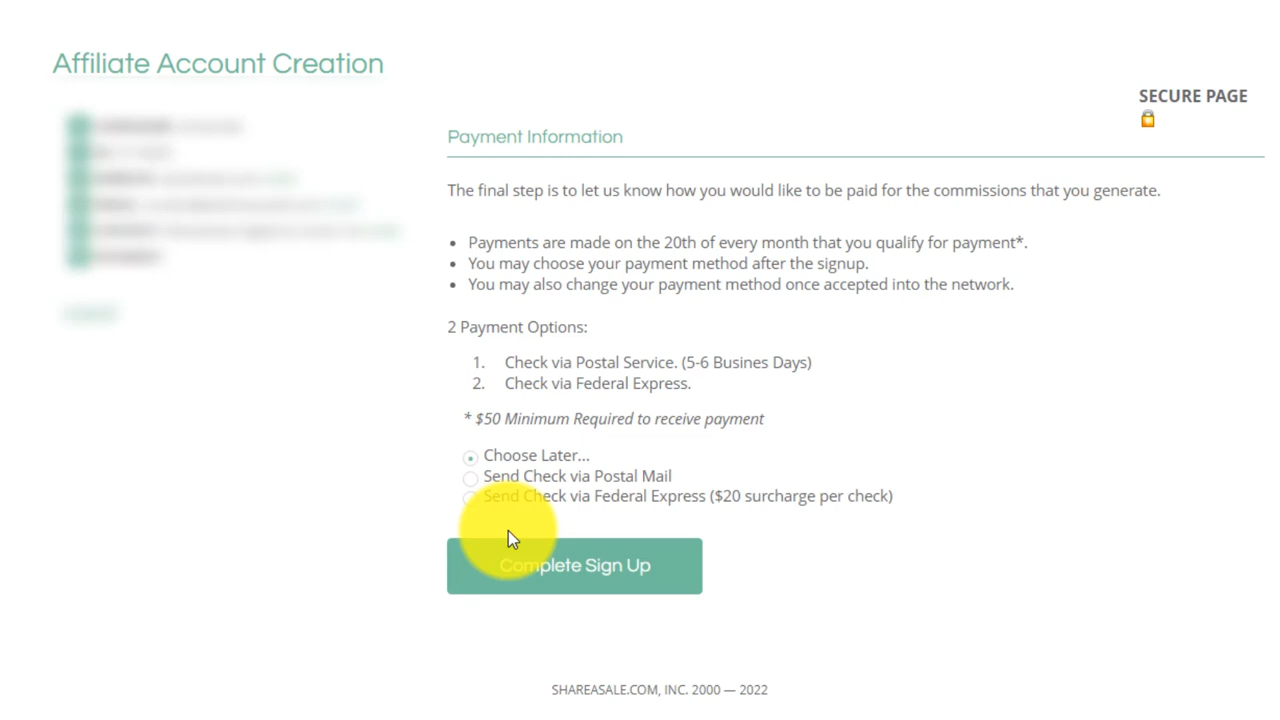 Affiliate Account Creation
SECURE PAGE
Payment Information
The final step is to let us know how you would like to be paid for the commissions that you generate.
• Payments are made on the 20th of every month that you qualify for payment*.
• You may choose your payment method after the signup.
• You may also change your payment method once accepted into the network.
2 Payment Options:
1. Check via Postal Service. (5-6 Busines Days)
2. Check via Federal Express.
* $50 Minimum Required to receive payment
Choose Later...
Send Check via Postal Mail
Send Check via Federal Express ($20 surcharge per check)
Complete Sign Up
SHAREASALE.COM, INC. 2000 — 2022